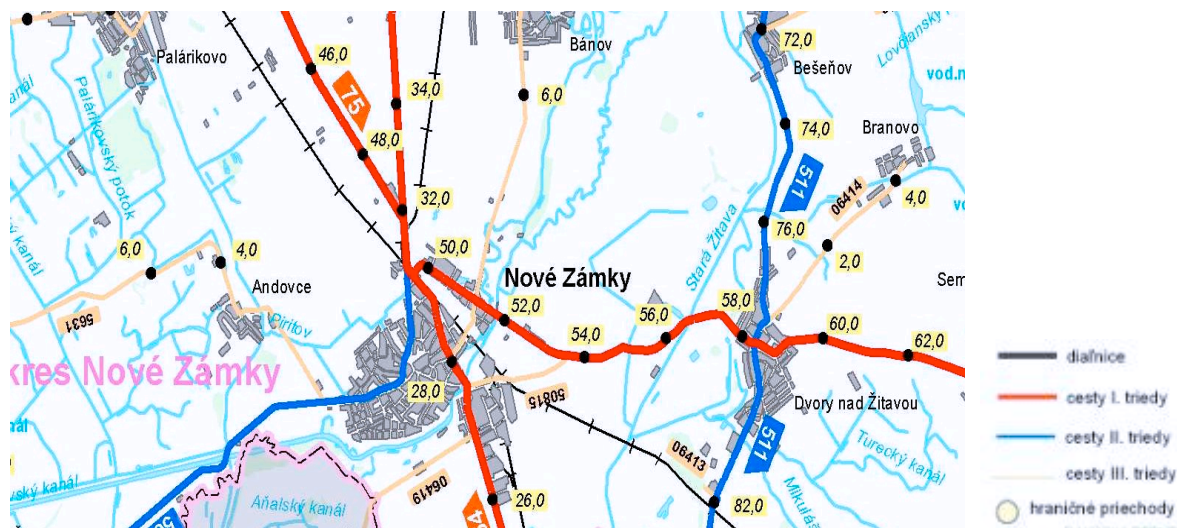 Palárikovo
46,0
75
34,0
Bánov
6,0
72,0
Bešeňov
Lovčiansky potok
vod.n
74,0
Branovo
Palárikovský potok
48,0
511
06414
4,0
32,0
Stará Žitava
76,0
2,0
6,0
4,0
50,0
Nové Zámky
Sem
Andovce
52,0
58,0
5631
56,0
60,0
54,0
62,0
kres Nové Zámky
28,0
50815
Dvory nad Žitavou
06413
511
Turecký kanál
06419
Aňalský kanál
26,0
82,0
diaľnice
cesty I. triedy
cesty II. triedy
cesty III. triedy
hraničné priechody